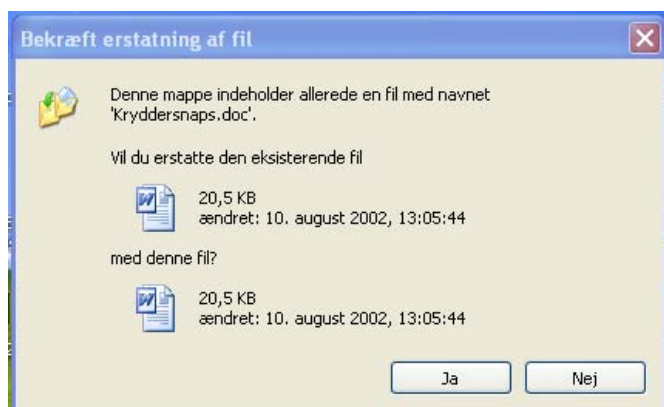 Bekræft erstatning af fil
Denne mappe indeholder allerede en fil med navnet
'Kryddersnaps.doc'.
Vil du erstatte den eksisterende fil
20,5 KB
ændret: 10. august 2002, 13:05:44
med denne fil?
20,5 KB
ændret: 10. august 2002, 13:05:44
Ja Nej